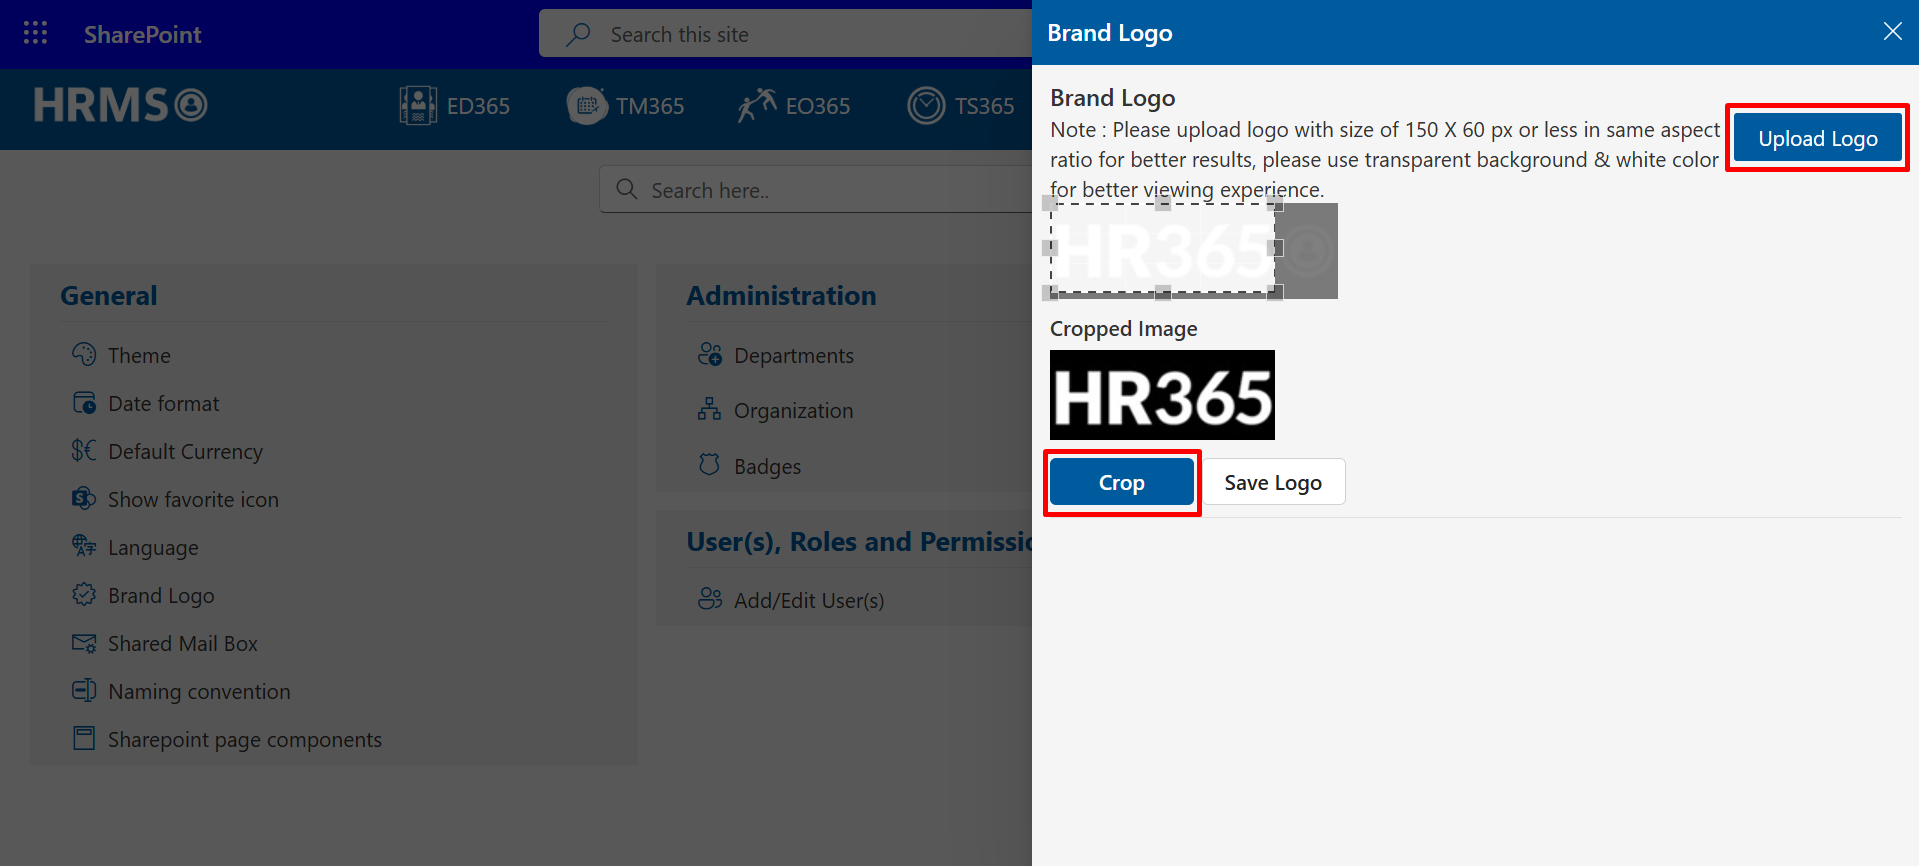 SharePoint
Search this site
HRMS
ED365
TM365
EO365
TS365
Search here..
General
Theme
Date format
Default Currency
Show favorite icon
Language
Brand Logo
Shared Mail Box
Naming convention
Sharepoint page components
Administration
Departments
Organization
Badges
User(s), Roles and Permissio
Add/Edit User(s)
Brand Logo
Brand Logo
Note : Please upload logo with size of 150 X 60 px or less in same aspect
ratio for better results, please use transparent background & white color
for better viewing experience.
Upload Logo
HR365
Cropped Image
HR365
Crop
Save Logo